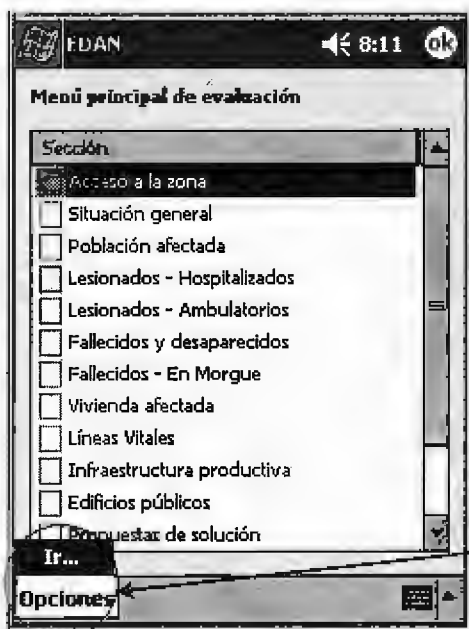 EDAN 8:11 ok
Menú principal de evaluación
Sección
Acceso a la zona
Situación general
Población afectada
Lesionados - Hospitalizados
Lesionados - Ambulatorios
Fallecidos y desaparecidos
Fallecidos - En Morgue
Vivienda afectada
Líneas Vitales
Infraestructura productiva
Edificios públicos
Propuestas de solución
Ir...
Opciones